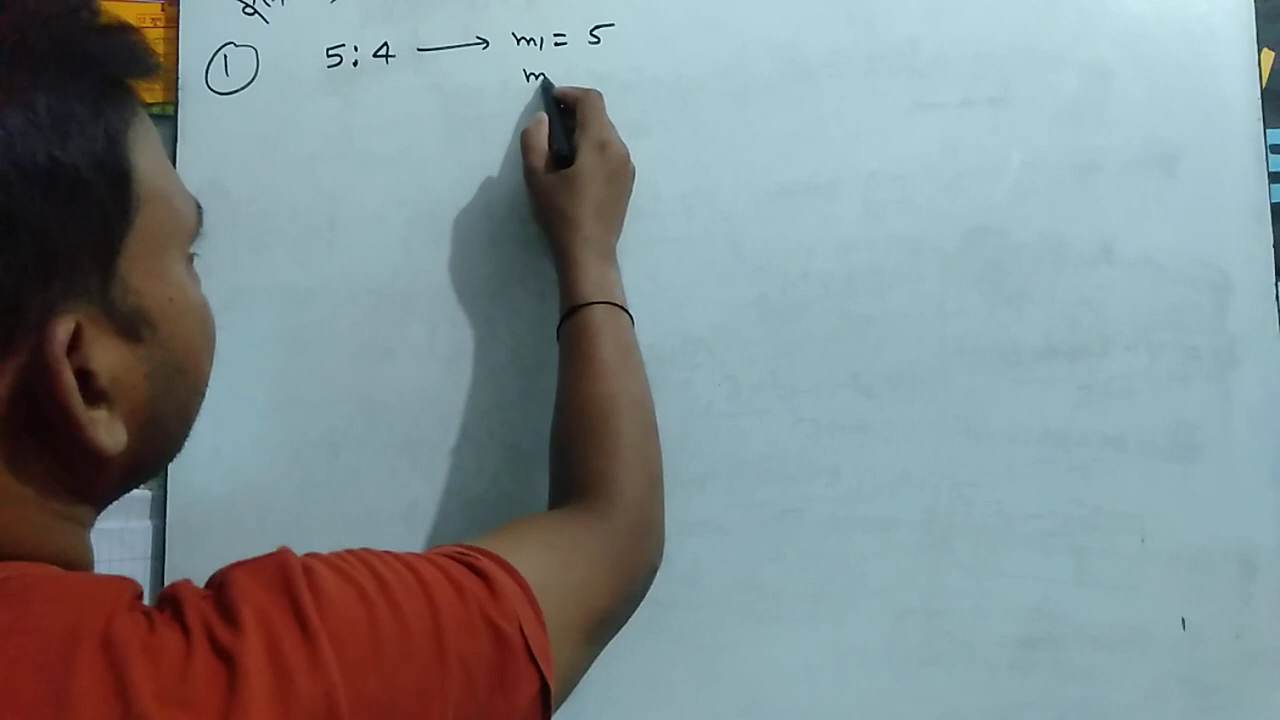 ① 5:4 → m₁ = 5
m